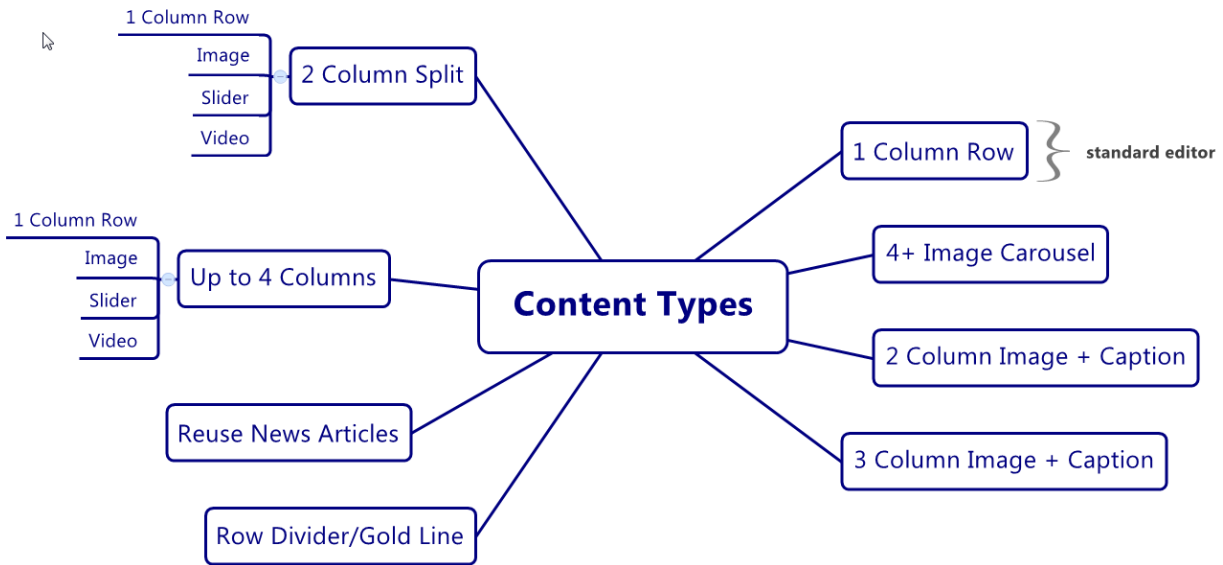 1 Column Row
Image
Slider
Video
2 Column Split
1 Column Row
Image
Slider
Video
Up to 4 Columns
Reuse News Articles
Row Divider/Gold Line
Content Types
1 Column Row
standard editor
4+ Image Carousel
2 Column Image + Caption
3 Column Image + Caption